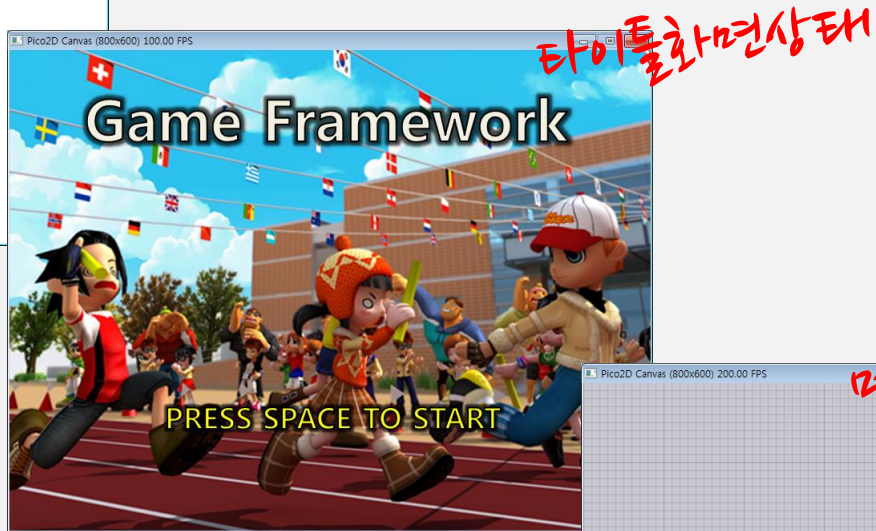 Pico2D Canvas (800x600) 100.00 FPS
타이틀화면상태
Game Framework
PRESS SPACE TO START
Pico2D Canvas (800x600) 200.00 FPS